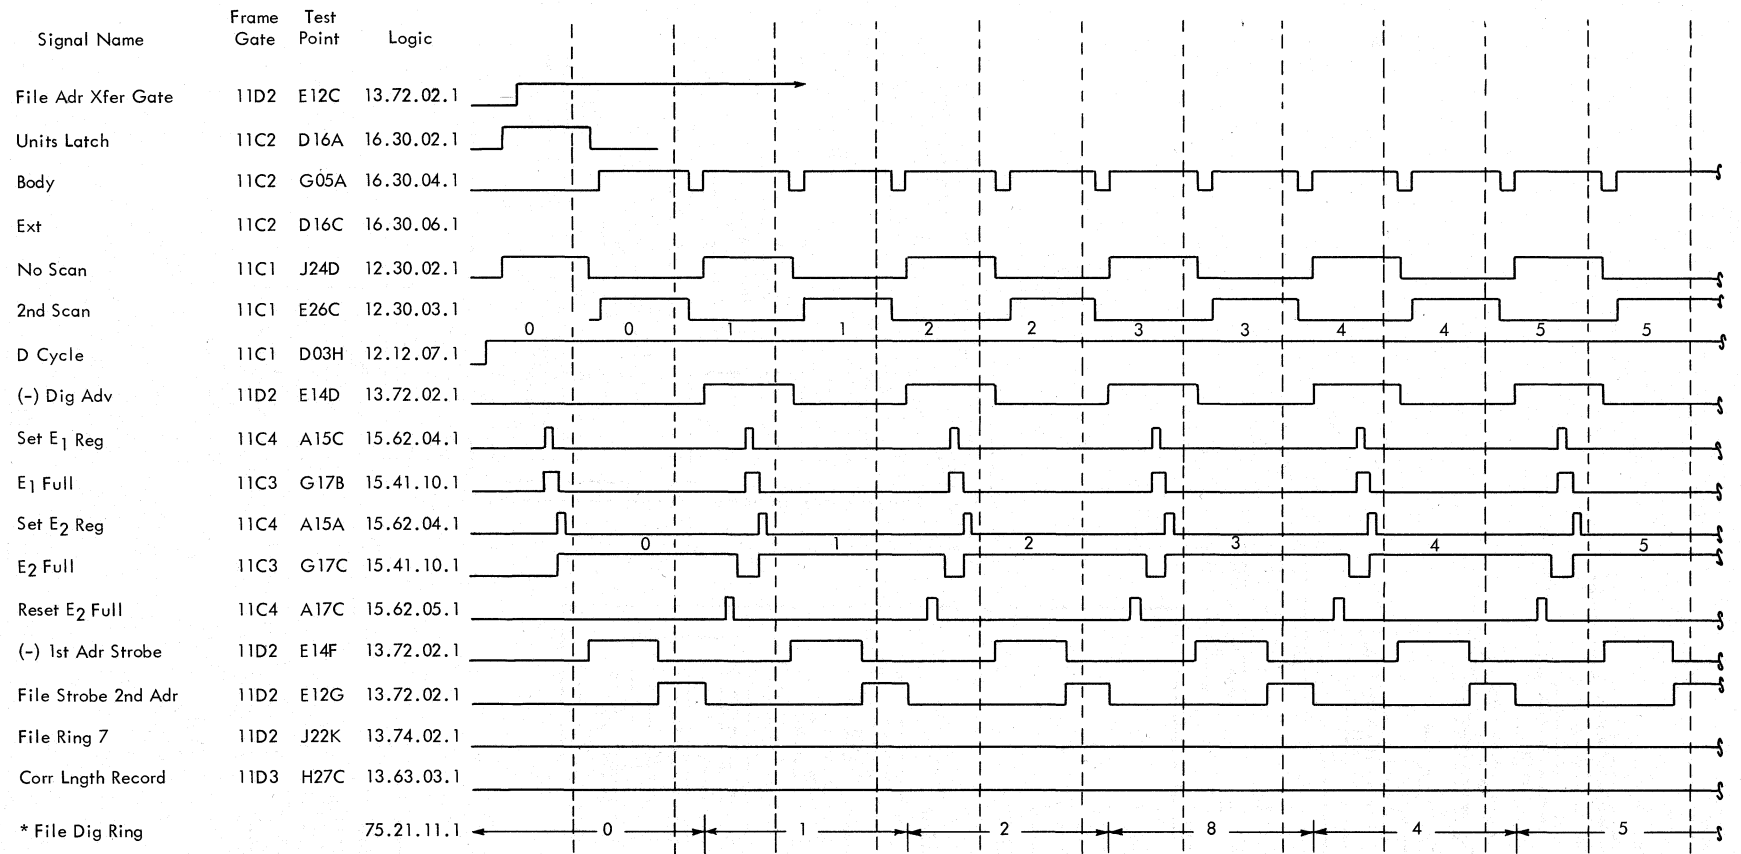 Frame Test
Signal Name Gate Point Logic
File Adr Xfer Gate 11D2 E12C 13.72.02.1
Units Latch 11C2 D16A 16.30.02.1
Body 11C2 G05A 16.30.04.1
Ext 11C2 D16C 16.30.06.1
No Scan 11C1 J24D 12.30.02.1
2nd Scan 11C1 E26C 12.30.03.1
0 0 1 1 2 2 3 3 4 4 5 5
D Cycle 11C1 D03H 12.12.07.1
(-) Dig Adv 11D2 E14D 13.72.02.1
Set E1 Reg 11C4 A15C 15.62.04.1
E1 Full 11C3 G17B 15.41.10.1
Set E2 Reg 11C4 A15A 15.62.04.1
0 1 2 3 4 5
E2 Full 11C3 G17C 15.41.10.1
Reset E2 Full 11C4 A17C 15.62.05.1
(-) 1st Adr Strobe 11D2 E14F 13.72.02.1
File Strobe 2nd Adr 11D2 E12G 13.72.02.1
File Ring 7 11D2 J22K 13.74.02.1
Corr Lngth Record 11D3 H27C 13.63.03.1
* File Dig Ring 75.21.11.1 0 1 2 8 4 5